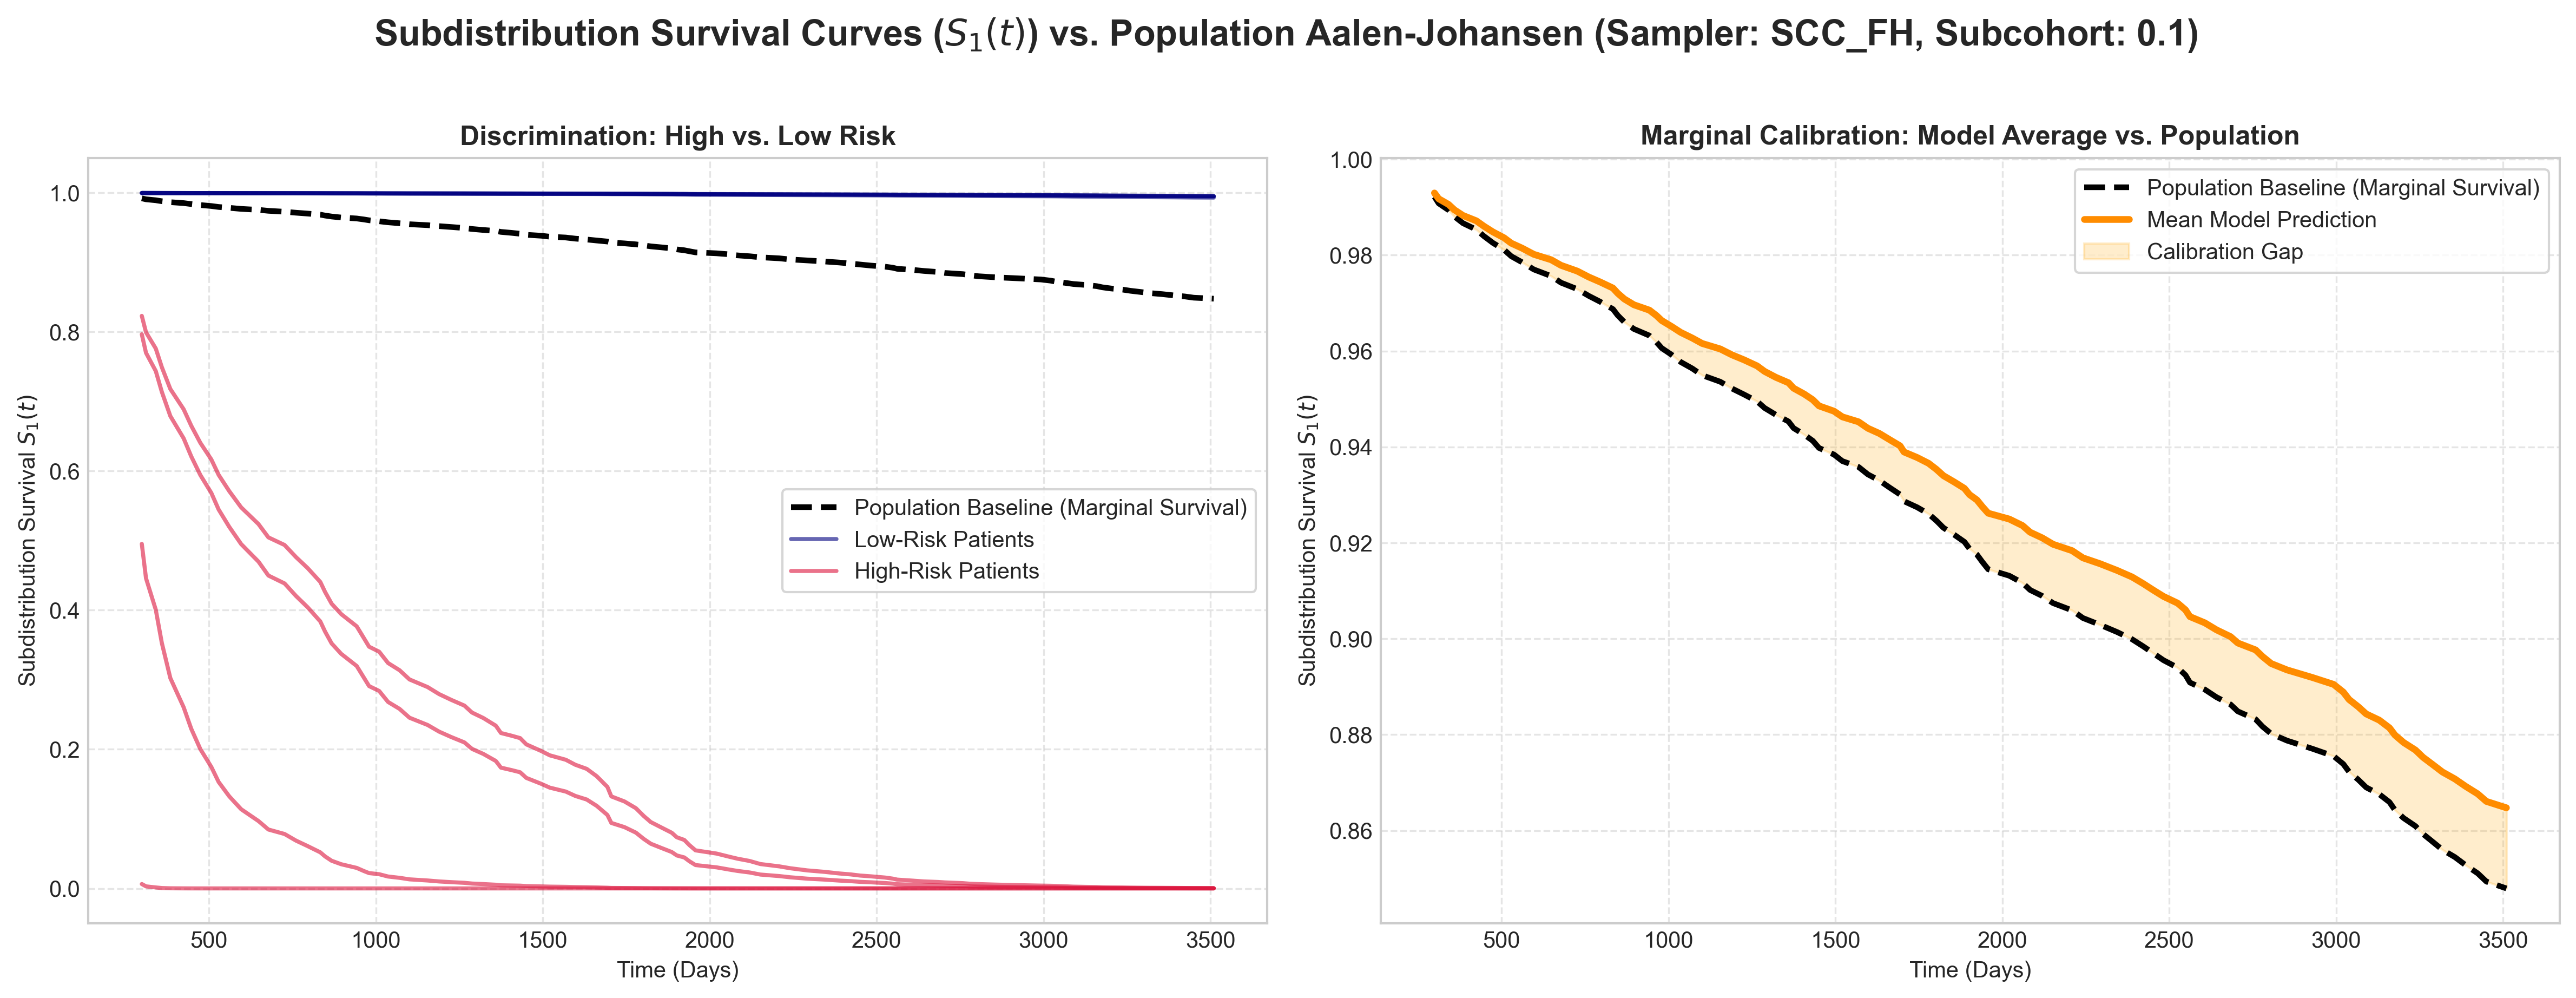 Subdistribution Survival Curves (S₁(t)) vs. Population Aalen-Johansen (Sampler: SCC_FH, Subcohort: 0.1)
Discrimination: High vs. Low Risk
Subdistribution Survival S₁(t)
1.0
0.8
0.6
0.4
0.2
0.0
Population Baseline (Marginal Survival)
Low-Risk Patients
High-Risk Patients
500 1000 1500 2000 2500 3000 3500
Time (Days)
Marginal Calibration: Model Average vs. Population
Subdistribution Survival S₁(t)
1.00
0.98
0.96
0.94
0.92
0.90
0.88
0.86
Population Baseline (Marginal Survival)
Mean Model Prediction
Calibration Gap
500 1000 1500 2000 2500 3000 3500
Time (Days)